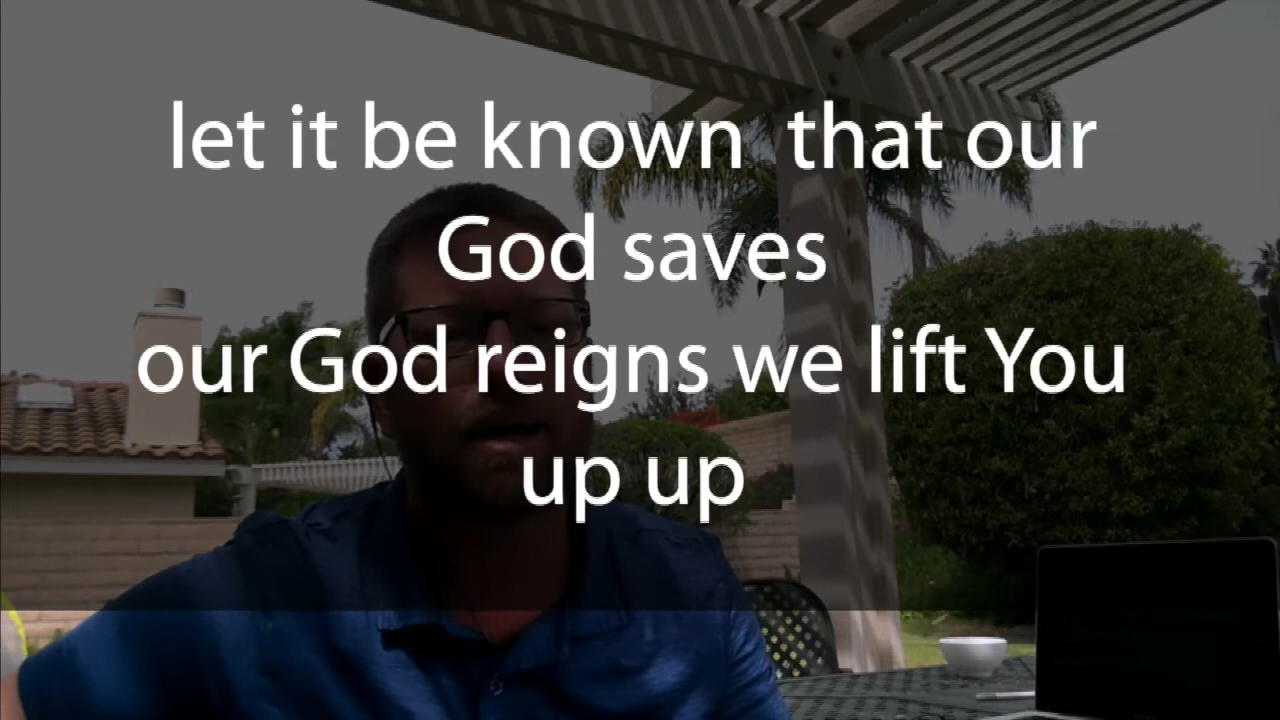 let it be known  that our
God saves
our God reigns we lift You
up up